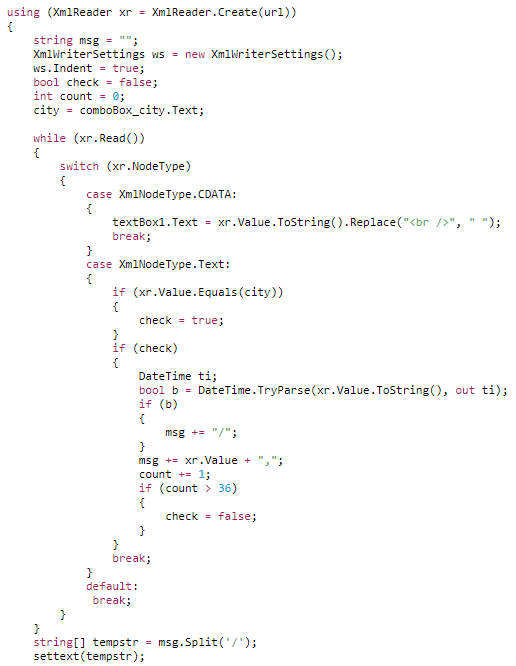 using (XmlReader xr = XmlReader.Create(url))
{
    string msg = "";
    XmlWriterSettings ws = new XmlWriterSettings();
    ws.Indent = true;
    bool check = false;
    int count = 0;
    city = comboBox_city.Text;

    while (xr.Read())
    {
        switch (xr.NodeType)
        {
            case XmlNodeType.CDATA:
            {
                textBox1.Text = xr.Value.ToString().Replace("<br />", " ");
                break;
            }
            case XmlNodeType.Text:
            {
                if (xr.Value.Equals(city))
                {
                    check = true;
                }
                if (check)
                {
                    DateTime ti;
                    bool b = DateTime.TryParse(xr.Value.ToString(), out ti);
                    if (b)
                    {
                        msg += "/";
                    }
                    msg += xr.Value + ",";
                    count += 1;
                    if (count > 36)
                    {
                        check = false;
                    }
                }
                break;
            }
            default:
             break;
        }
    }
    string[] tempstr = msg.Split('/');
    settext(tempstr);